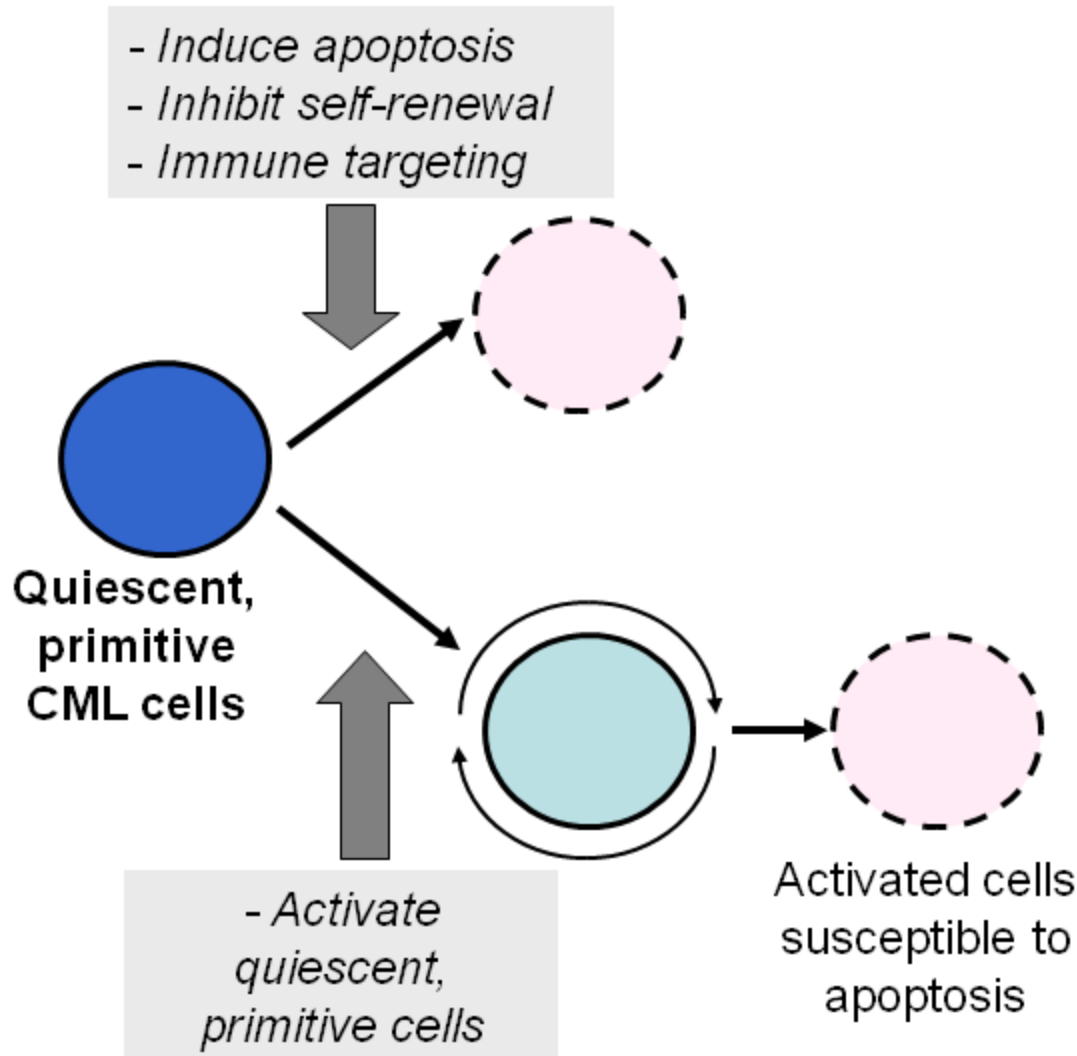 - Induce apoptosis
- Inhibit self-renewal
- Immune targeting
Quiescent,
primitive
CML cells
- Activate
quiescent,
primitive cells
Activated cells
susceptible to
apoptosis